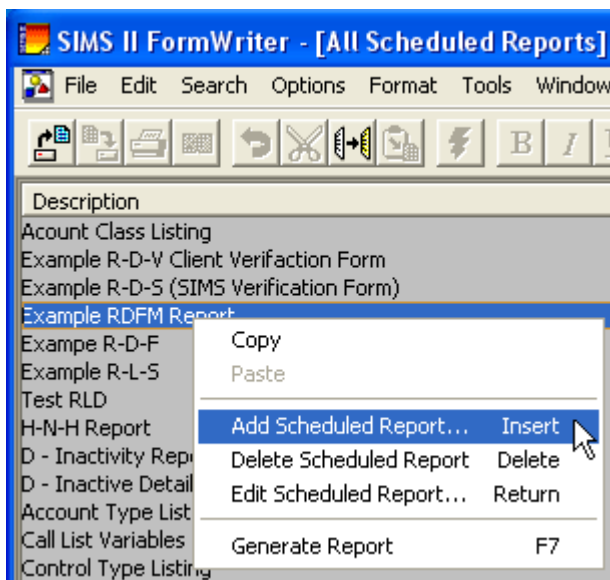 SIMS II FormWriter - [All Scheduled Reports]
File Edit Search Options Format Tools Window
B I
Description
Acount Class Listing
Example R-D-V Client Verifaction Form
Example R-D-S (SIMS Verification Form)
Example RDFM Report
Exampe R-D-F
Example R-L-S
Test RLD
H-N-H Report
D - Inactivity Repo
D - Inactive Detail
Account Type List
Call List Variables
Control Type Listing
Copy
Paste
Add Scheduled Report... Insert
Delete Scheduled Report Delete
Edit Scheduled Report... Return
Generate Report F7